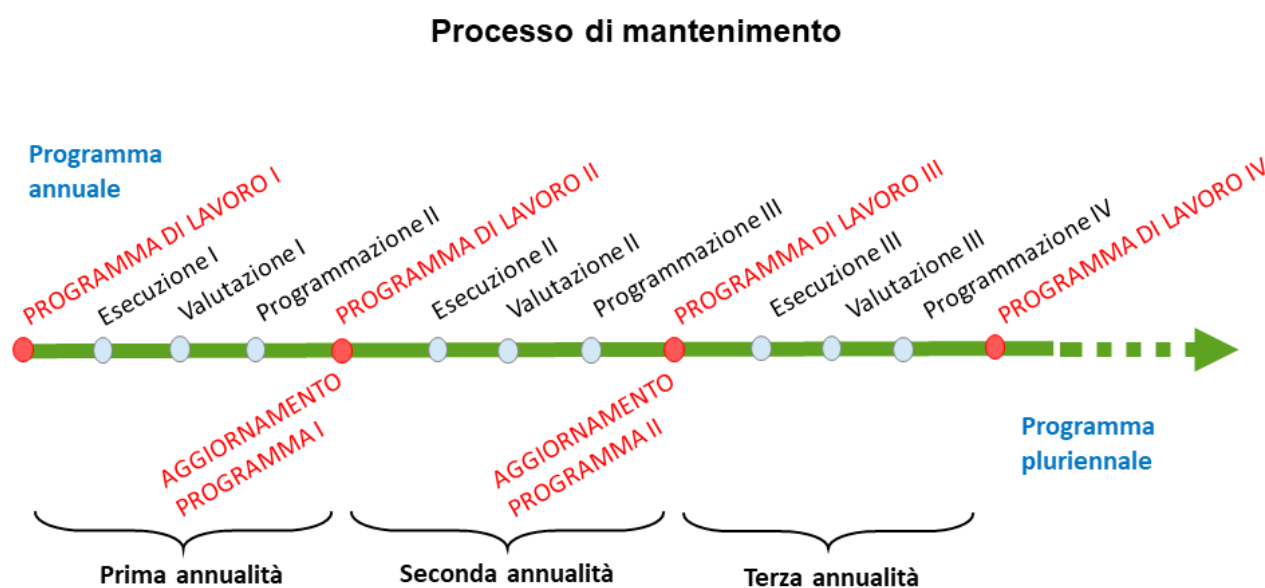 Processo di mantenimento
Programma
annuale
PROGRAMMA DI LAVORO I
Esecuzione I
Valutazione I
Programmazione II
PROGRAMMA DI LAVORO II
Esecuzione II
Valutazione II
Programmazione III
PROGRAMMA DI LAVORO III
Esecuzione III
Valutazione III
Programmazione IV
PROGRAMMA DI LAVORO IV
AGGIORNAMENTO
PROGRAMMA I
AGGIORNAMENTO
PROGRAMMA II
Programma
pluriennale
Prima annualità
Seconda annualità
Terza annualità